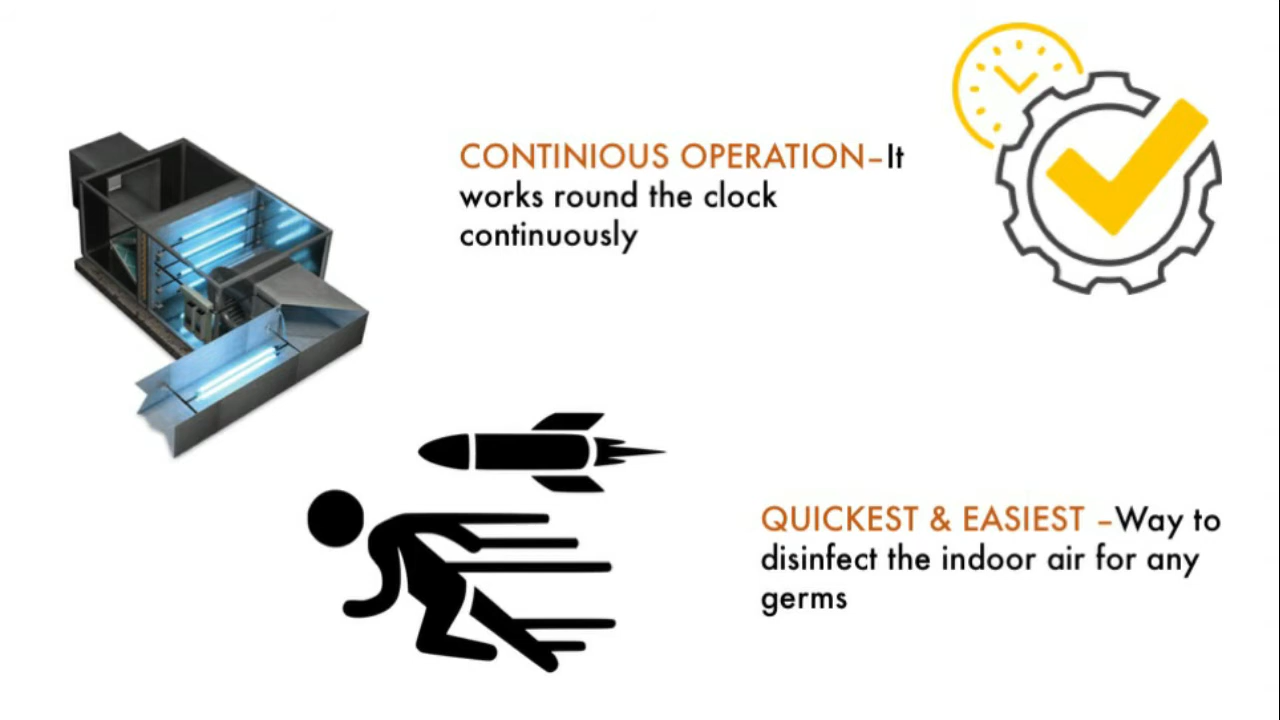 CONTINIOUS OPERATION–It
works round the clock
continuously
QUICKEST & EASIEST –Way to
disinfect the indoor air for any
germs